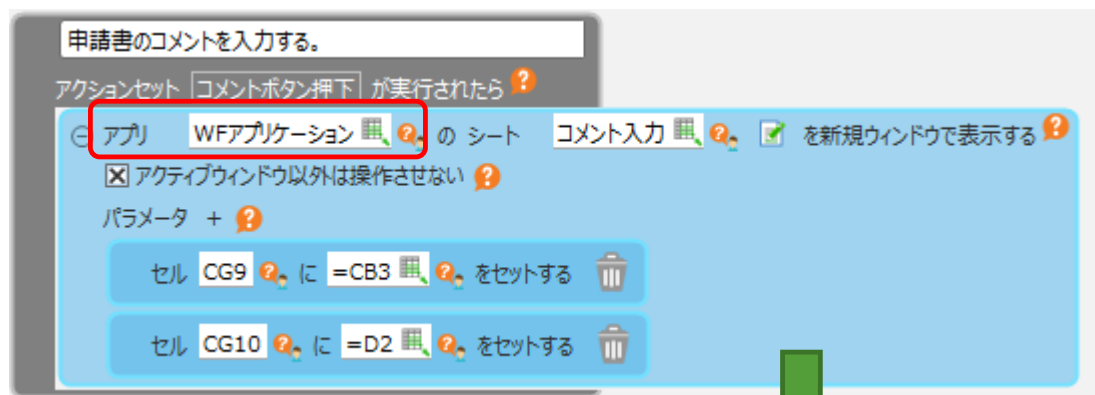 申請書のコメントを入力する。
アクションセット コメントボタン押下 が実行されたら ?
アプリ WFアプリケーション ? の シート コメント入力 ? を新規ウィンドウで表示する ?
アクティブウィンドウ以外は操作させない ?
パラメータ + ?
セル CG9 ? に =CB3 ? をセットする
セル CG10 ? に =D2 ? をセットする